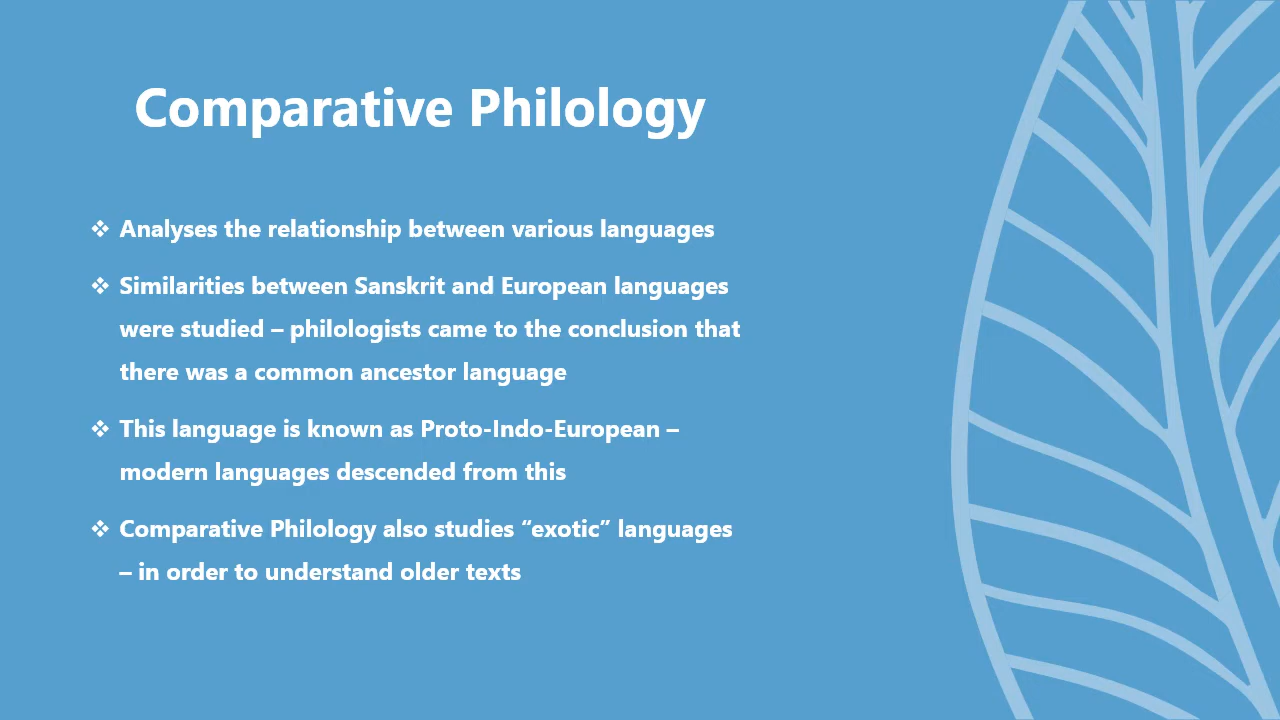 Comparative Philology
❖ Analyses the relationship between various languages
❖ Similarities between Sanskrit and European languages
were studied – philologists came to the conclusion that
there was a common ancestor language
❖ This language is known as Proto-Indo-European –
modern languages descended from this
❖ Comparative Philology also studies “exotic” languages
– in order to understand older texts